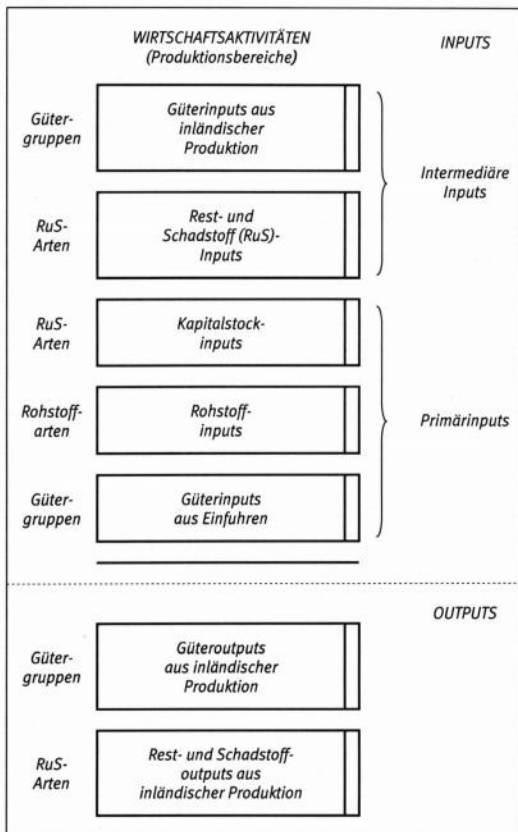 WIRTSCHAFTSAKTIVITÄTEN
(Produktionsbereiche)
INPUTS
Güter-
gruppen
Güterinputs aus
inländischer
Produktion
Intermediäre
Inputs
RuS-
Arten
Rest- und
Schadstoff (RuS)-
Inputs
RuS-
Arten
Kapitalstock-
inputs
Rohstoff-
arten
Rohstoff-
inputs
Primärinputs
Güter-
gruppen
Güterinputs
aus Einfuhren
OUTPUTS
Güter-
gruppen
Güteroutputs
aus inländischer
Produktion
RuS-
Arten
Rest- und Schadstoff-
outputs aus
inländischer Produktion